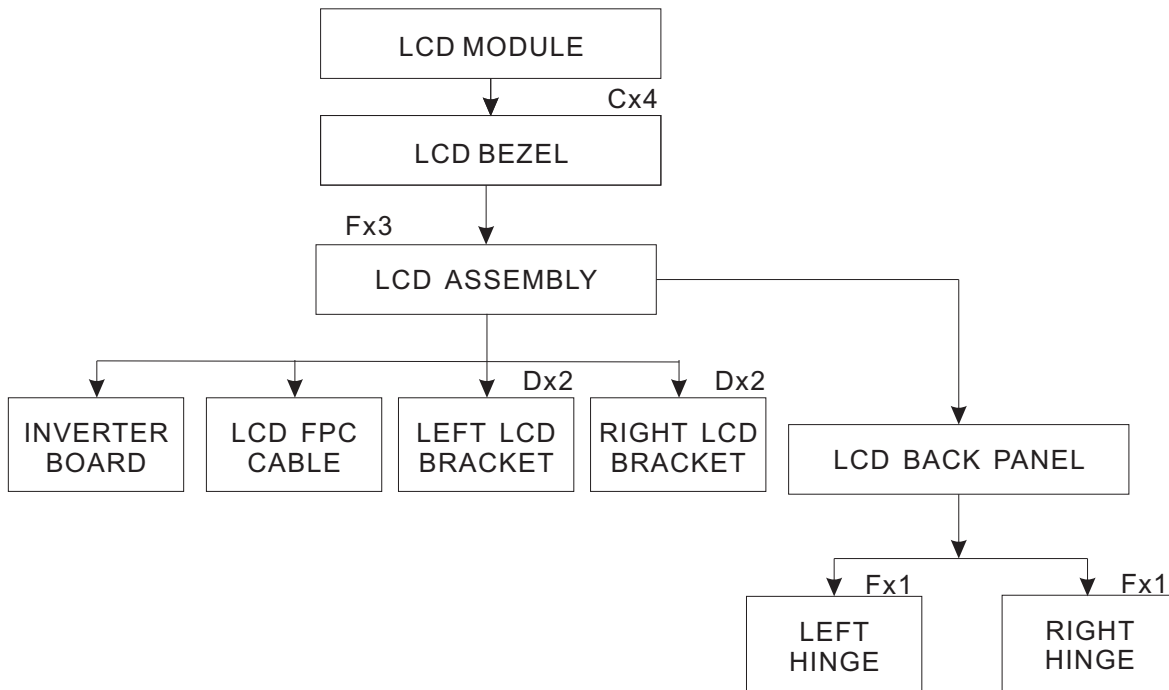 LCD MODULE
Cx4
LCD BEZEL
Fx3
LCD ASSEMBLY
Dx2
Dx2
INVERTER
BOARD
LCD FPC
CABLE
LEFT LCD
BRACKET
RIGHT LCD
BRACKET
LCD BACK PANEL
Fx1
Fx1
LEFT
HINGE
RIGHT
HINGE